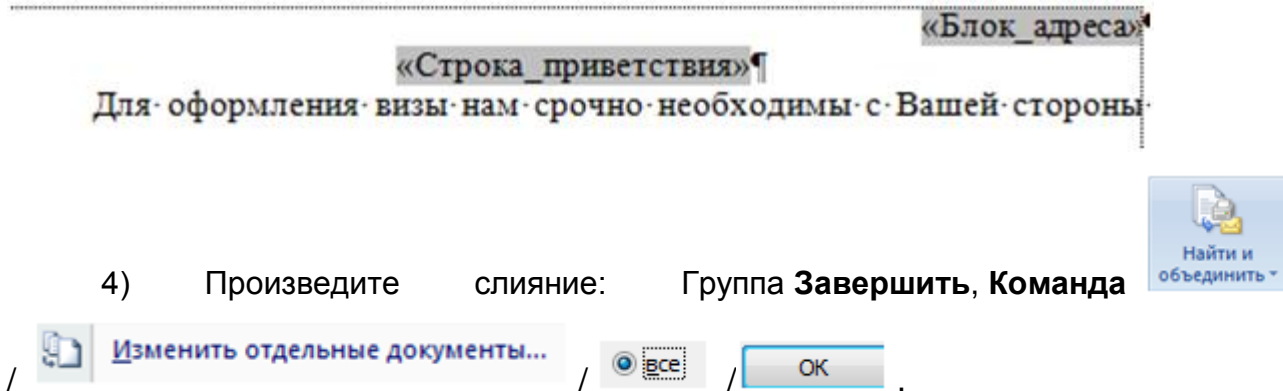 «Блок_адреса»¶
«Строка_приветствия»¶
Для·оформления·визы·нам·срочно·необходимы·с·Вашей·стороны·
Найти и
объединить
4) Произведите слияние: Группа Завершить, Команда
/ Изменить отдельные документы... / все / ОК .